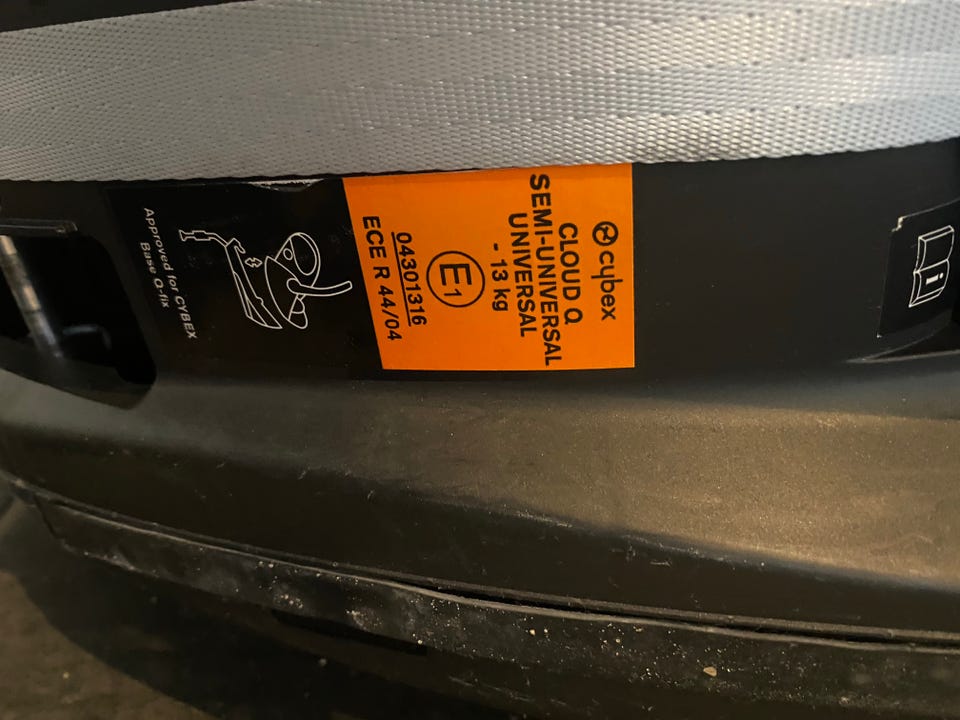 cybex
CLOUD Q
SEMI-UNIVERSAL
UNIVERSAL
- 13 kg
E1
04301316
ECE R 44/04
Approved for CYBEX
Base Q-fix
i